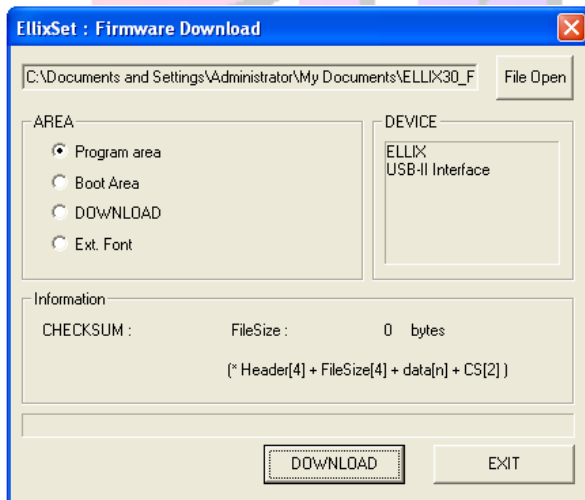 EllixSet : Firmware Download
C:\Documents and Settings\Administrator\My Documents\ELLIX30_F
File Open
AREA
Program area
Boot Area
DOWNLOAD
Ext. Font
DEVICE
ELLIX
USB-II Interface
Information
CHECKSUM :
FileSize :
0 bytes
(* Header[4] + FileSize[4] + data[n] + CS[2] )
DOWNLOAD
EXIT